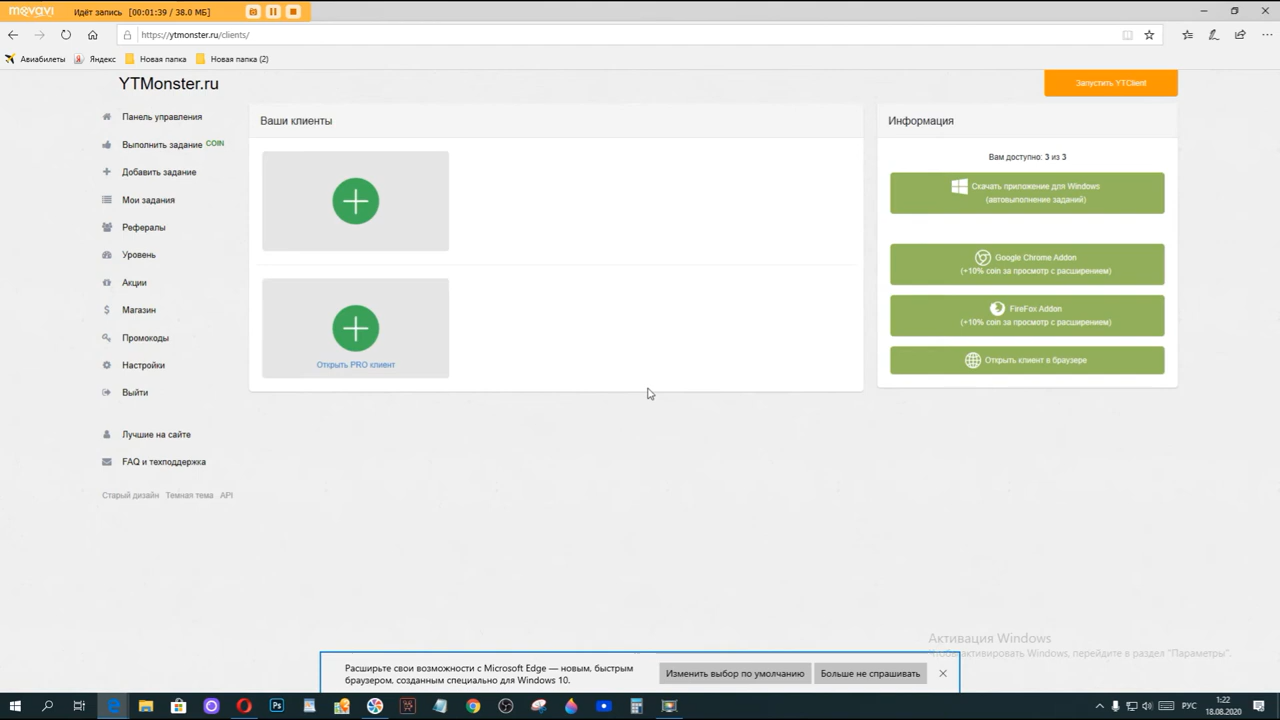 movavi Идёт запись [00:01:39 / 38.0 МБ]
https://ytmonster.ru/clients/
Авиабилеты Яндекс Новая папка Новая папка (2)
YTMonster.ru
Запустить YTClient
Панель управления
Выполнить задание COIN
Добавить задание
Мои задания
Рефералы
Уровень
Акции
Магазин
Промокоды
Настройки
Выйти
Лучшие на сайте
FAQ и техподдержка
Старый дизайн Темная тема API
Ваши клиенты
Открыть PRO клиент
Информация
Вам доступно: 3 из 3
Скачать приложение для Windows
(автовыполнение заданий)
Google Chrome Addon
(+10% coin за просмотр с расширением)
FireFox Addon
(+10% coin за просмотр с расширением)
Открыть клиент в браузере
Активация Windows
Чтобы активировать Windows, перейдите в раздел "Параметры".
Расширьте свои возможности с Microsoft Edge — новым, быстрым
браузером, созданным специально для Windows 10.
Изменить выбор по умолчанию
Больше не спрашивать
РУС
1:22
18.08.2020